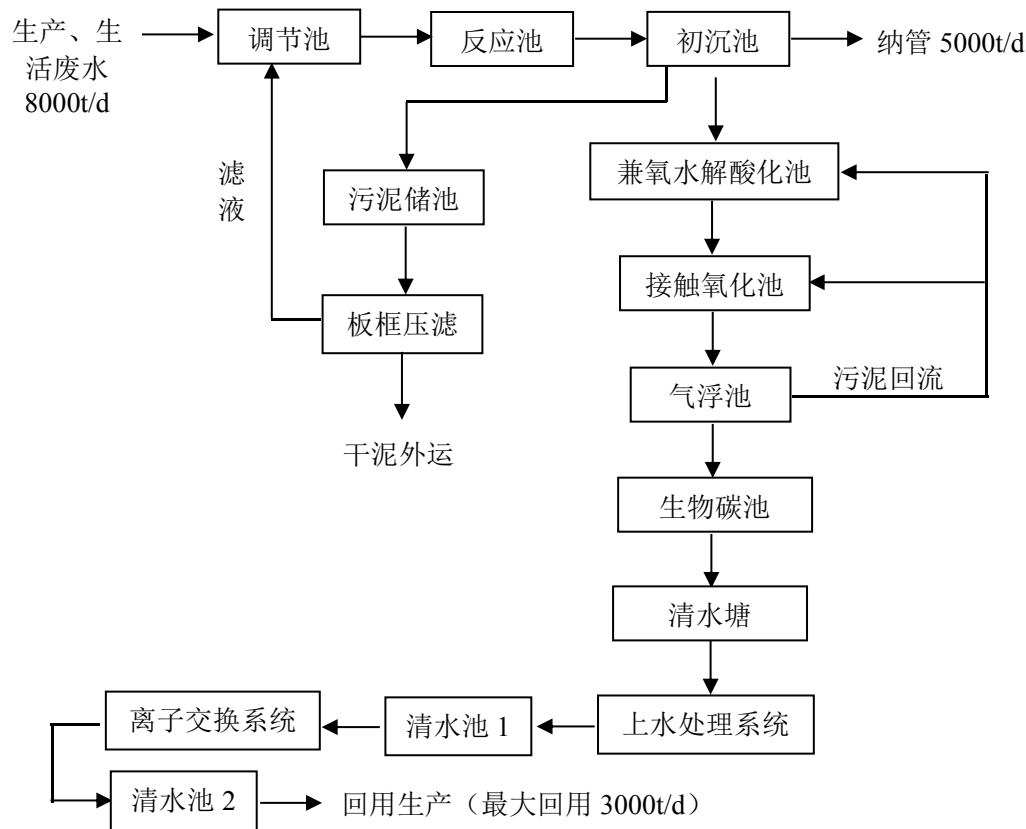 生产、生
活废水
8000t/d
调节池
反应池
初沉池
纳管 5000t/d
滤
液
污泥储池
兼氧水解酸化池
接触氧化池
板框压滤
气浮池
污泥回流
干泥外运
生物碳池
清水塘
离子交换系统
清水池 1
上水处理系统
清水池 2
回用生产（最大回用 3000t/d）